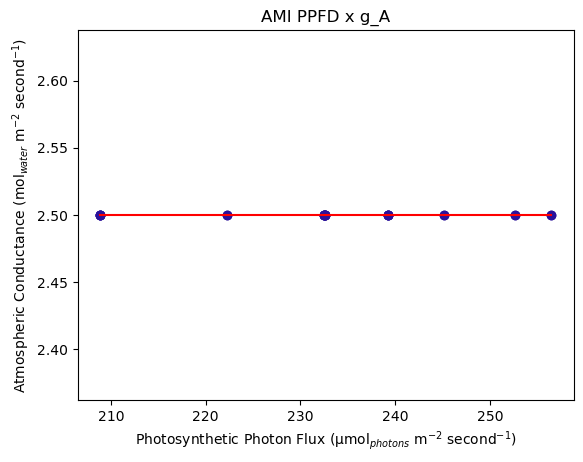 AMI PPFD x g_A
Atmospheric Conductance (mol_water m⁻² second⁻¹)
2.60
2.55
2.50
2.45
2.40
210 220 230 240 250
Photosynthetic Photon Flux (μmol_photons m⁻² second⁻¹)